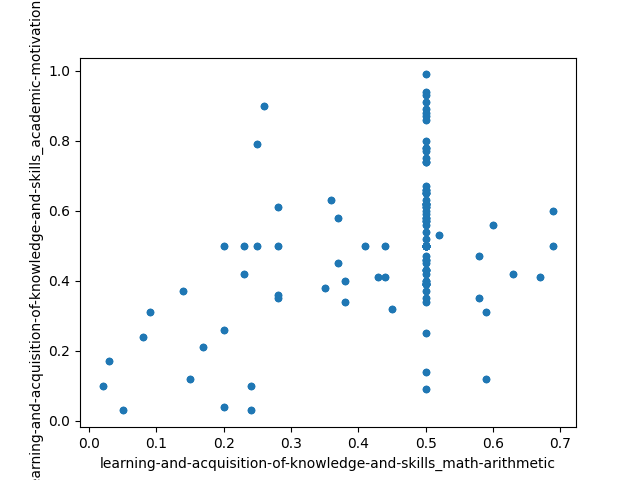 learning-and-acquisition-of-knowledge-and-skills_academic-motivation
1.0
0.8
0.6
0.4
0.2
0.0
0.0 0.1 0.2 0.3 0.4 0.5 0.6 0.7
learning-and-acquisition-of-knowledge-and-skills_math-arithmetic